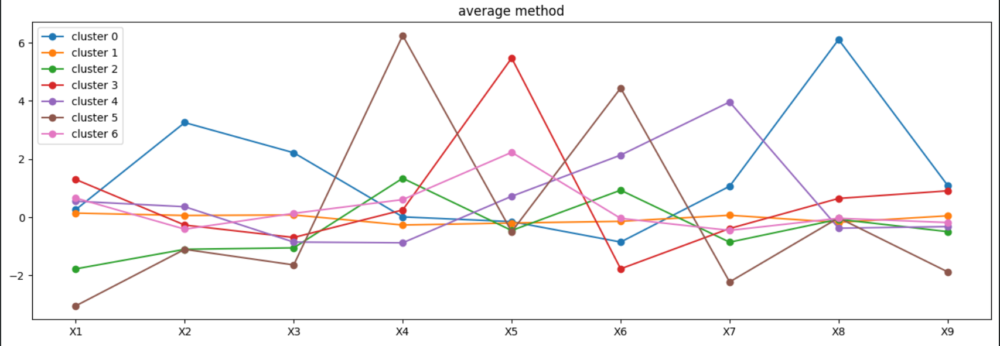 average method
cluster 0
cluster 1
cluster 2
cluster 3
cluster 4
cluster 5
cluster 6
6
4
2
0
−2
X1 X2 X3 X4 X5 X6 X7 X8 X9